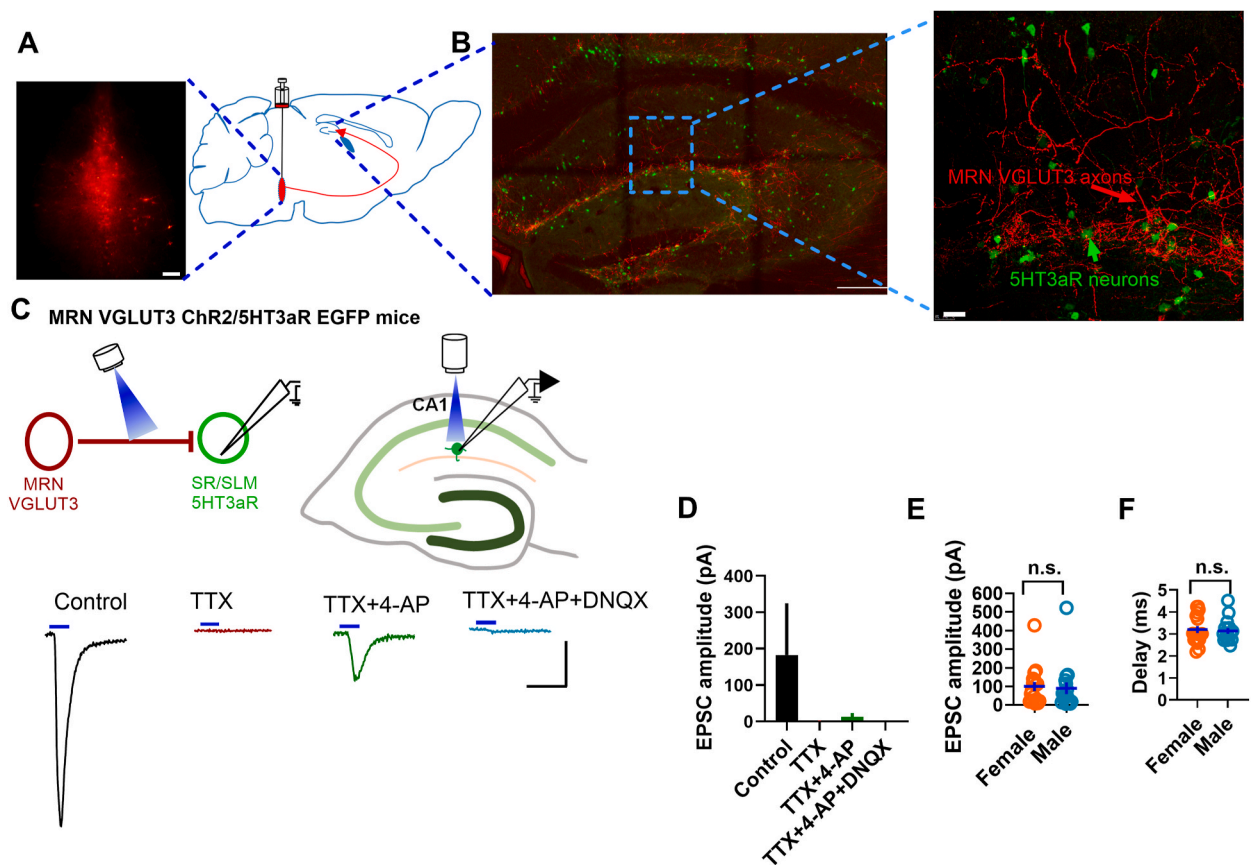 A
B
MRN VGLUT3 axons
5HT3aR neurons
C
MRN VGLUT3 ChR2/5HT3aR EGFP mice
CA1
MRN
VGLUT3
SR/SLM
5HT3aR
Control
TTX
TTX+4-AP
TTX+4-AP+DNQX
D
EPSC amplitude (pA)
400
300
200
100
0
Control
TTX
TTX+4-AP
TTX+4-AP+DNQX
E
n.s.
EPSC amplitude (pA)
600
500
400
300
200
100
0
Female
Male
F
n.s.
Delay (ms)
5
4
3
2
1
0
Female
Male